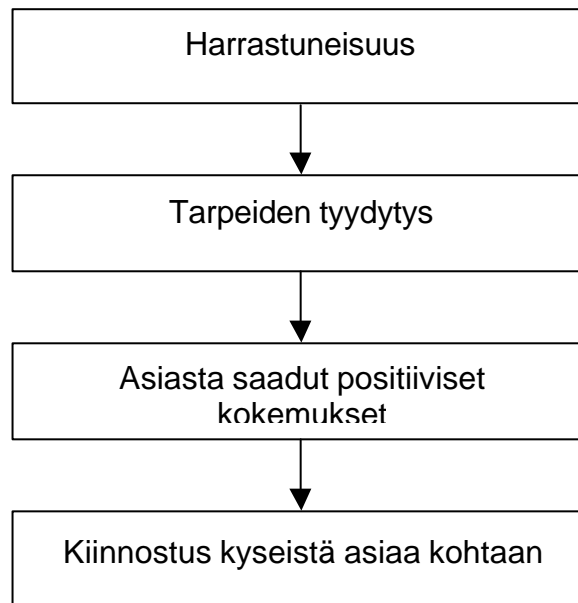 Harrastuneisuus
Tarpeiden tyydytys
Asiasta saadut positiiviset
kokemukset
Kiinnostus kyseistä asiaa kohtaan